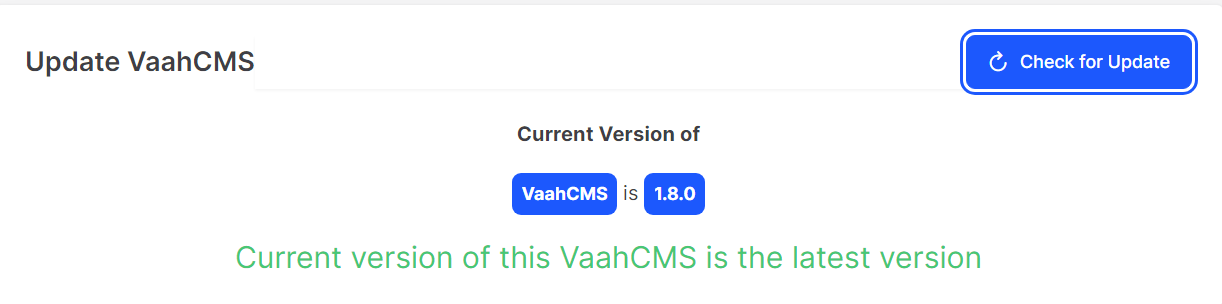 Update VaahCMS
Check for Update
Current Version of
VaahCMS is 1.8.0
Current version of this VaahCMS is the latest version